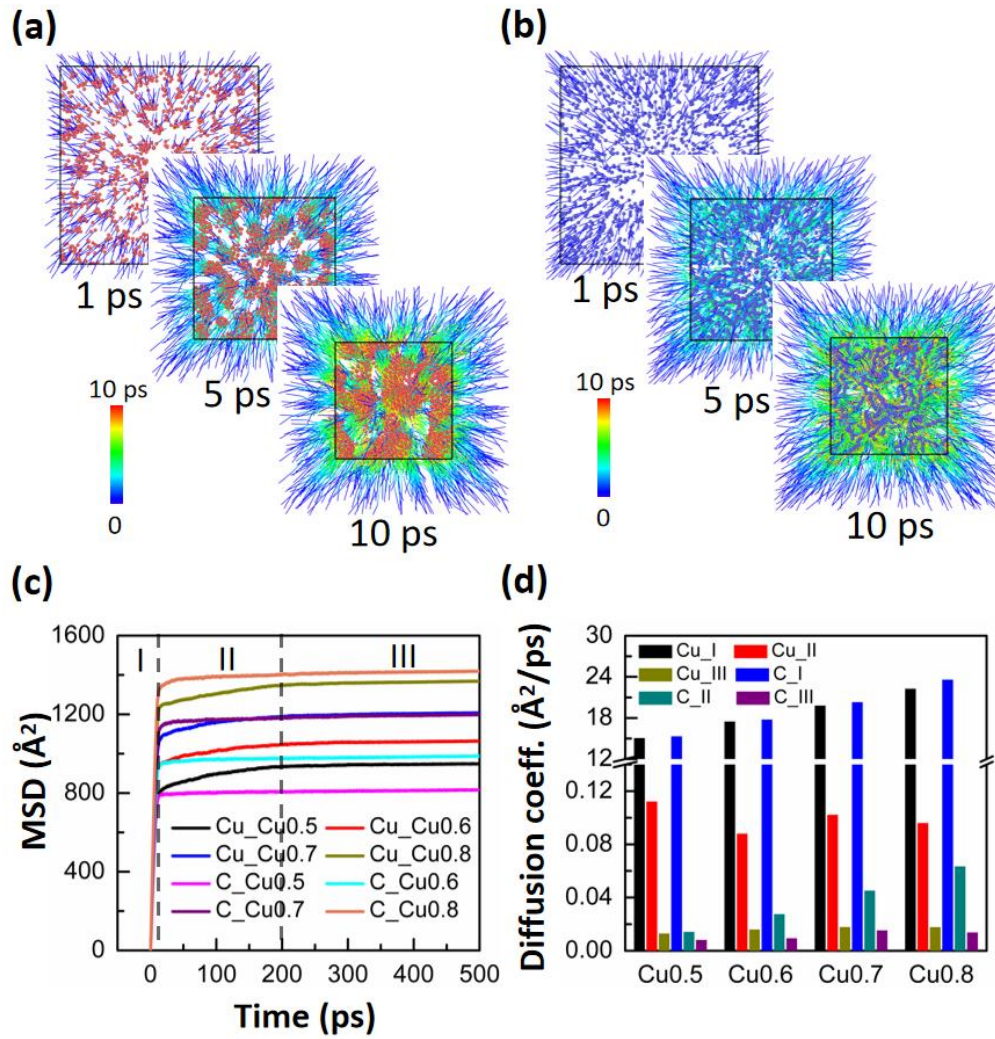 (a)
1 ps
5 ps
10 ps
10 ps
0
(b)
1 ps
5 ps
10 ps
10 ps
0
(c)
MSD (Å²)
1600
1200
800
400
0
I II III
Cu_Cu0.5 Cu_Cu0.6
Cu_Cu0.7 Cu_Cu0.8
C_Cu0.5 C_Cu0.6
C_Cu0.7 C_Cu0.8
0 100 200 300 400 500
Time (ps)
(d)
Diffusion coeff. (Å²/ps)
30
24
18
12
0.12
0.08
0.04
0.00
Cu_I Cu_II
Cu_III C_I
C_II C_III
Cu0.5 Cu0.6 Cu0.7 Cu0.8